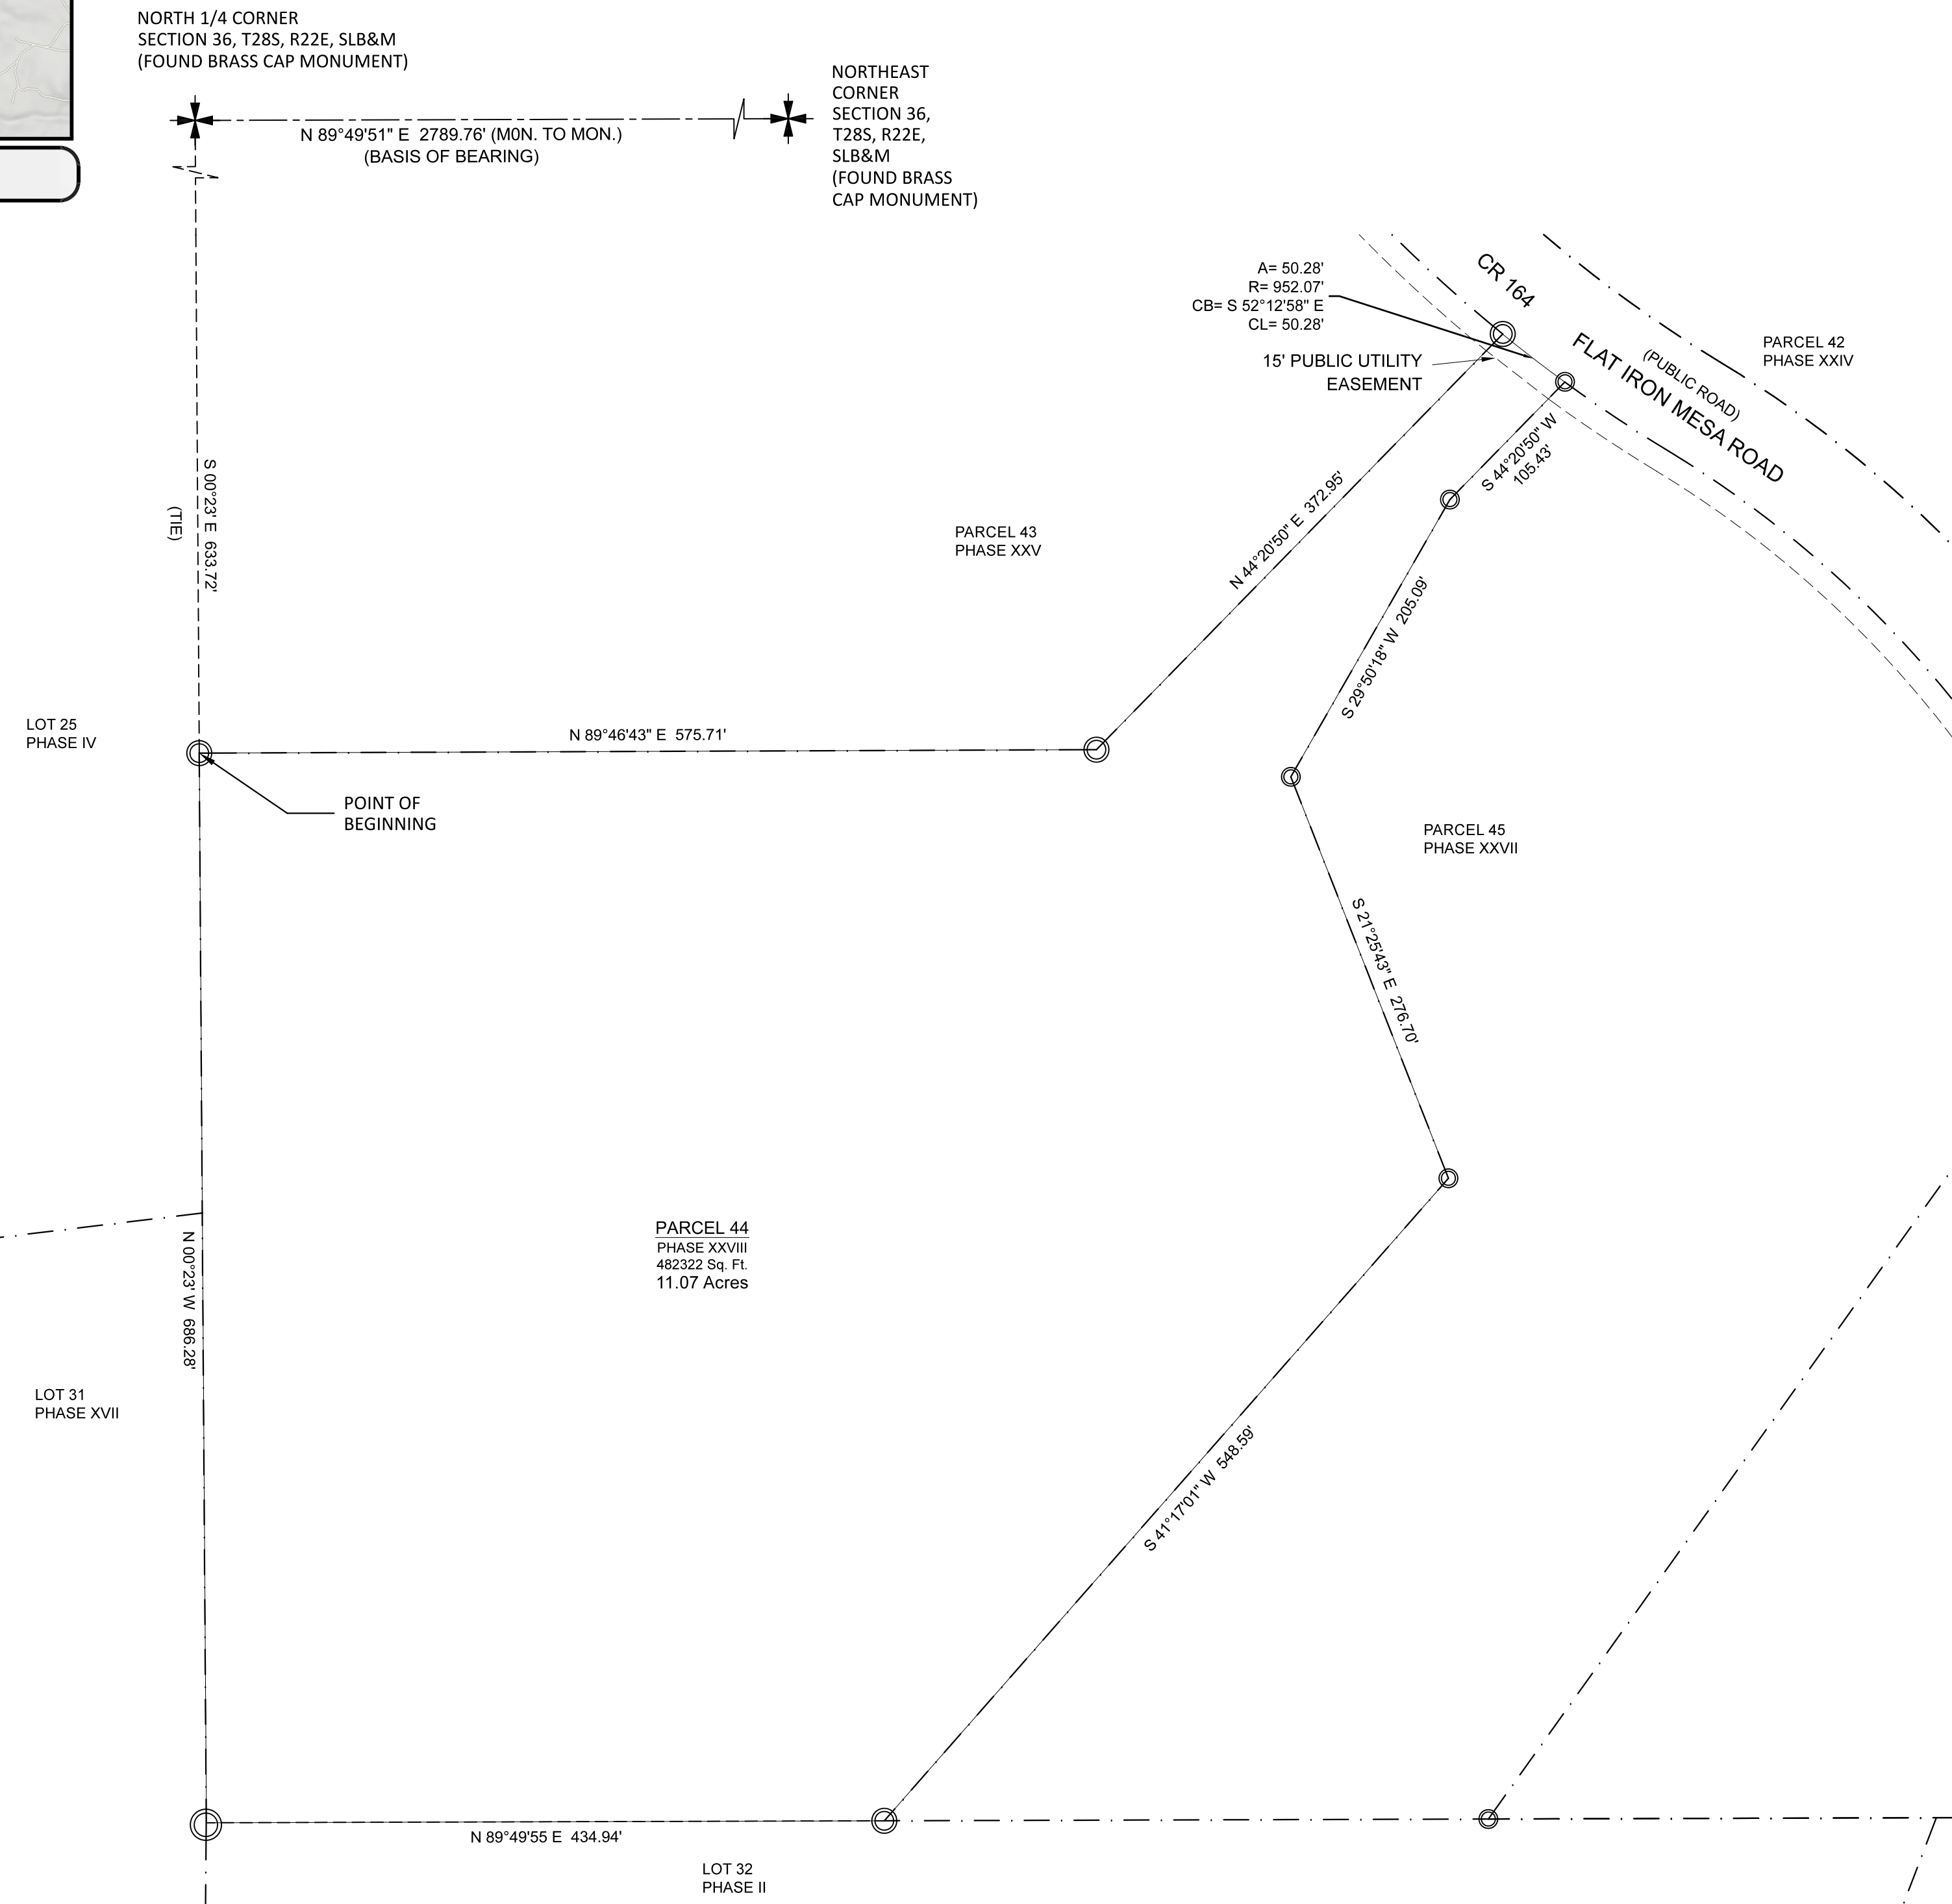 NORTH 1/4 CORNER
SECTION 36, T28S, R22E, SLB&M
(FOUND BRASS CAP MONUMENT)
NORTHEAST
CORNER
SECTION 36,
T28S, R22E,
SLB&M
(FOUND BRASS
CAP MONUMENT)
N 89°49'51" E 2789.76' (M0N. TO MON.)
(BASIS OF BEARING)
A= 50.28'
R= 952.07'
CB= S 52°12'58" E
CL= 50.28'
15' PUBLIC UTILITY
EASEMENT
CR 164
(PUBLIC ROAD)
FLAT IRON MESA ROAD
PARCEL 42
PHASE XXIV
S 44°20'50" W
105.43'
S 00°23' E 633.72'
(TIE)
PARCEL 43
PHASE XXV
N 44°20'50" E 372.95'
S 29°50'18" W 205.09'
LOT 25
PHASE IV
N 89°46'43" E 575.71'
POINT OF
BEGINNING
PARCEL 45
PHASE XXVII
S 21°25'43" E 276.70'
PARCEL 44
PHASE XXVIII
482322 Sq. Ft.
11.07 Acres
N 00°23' W 686.28'
LOT 31
PHASE XVII
S 41°17'01" W 548.59'
N 89°49'55 E 434.94'
LOT 32
PHASE II